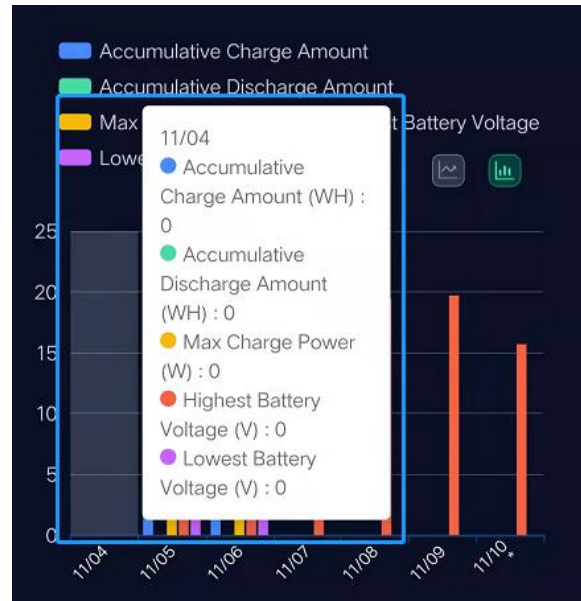 Accumulative Charge Amount
Accumulative Discharge Amount
Max
t Battery Voltage
Lowe
11/04
Accumulative
Charge Amount (WH) :
0
Accumulative
Discharge Amount
(WH) : 0
Max Charge Power
(W) : 0
Highest Battery
Voltage (V) : 0
Lowest Battery
Voltage (V) : 0
25
20
15
10
5
0
11/04
11/05
11/06
11/07
11/08
11/09
11/10*